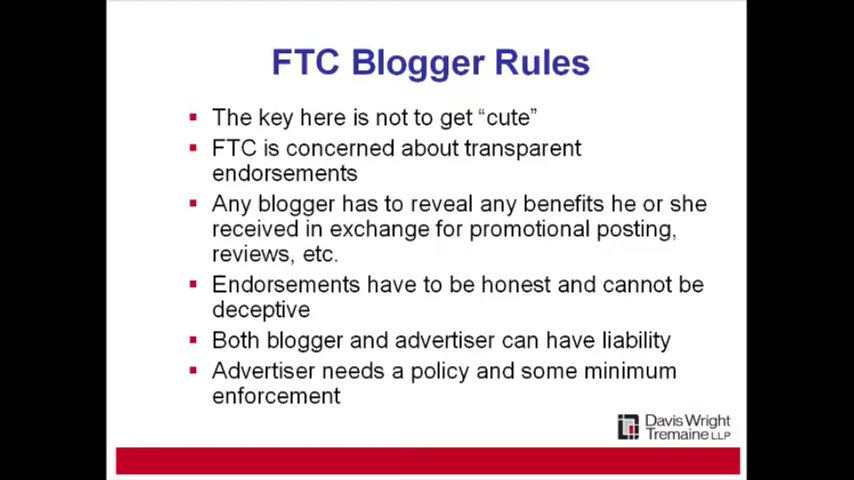 FTC Blogger Rules
▪ The key here is not to get “cute”
▪ FTC is concerned about transparent
endorsements
▪ Any blogger has to reveal any benefits he or she
received in exchange for promotional posting,
reviews, etc.
▪ Endorsements have to be honest and cannot be
deceptive
▪ Both blogger and advertiser can have liability
▪ Advertiser needs a policy and some minimum
enforcement
Davis Wright
Tremaine LLP